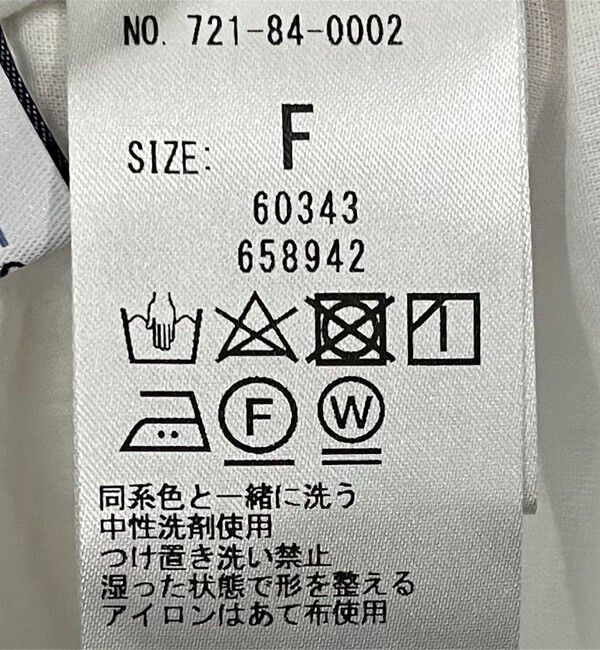 NO. 721-84-0002
SIZE: F
60343
658942
F W
同系色と一緒に洗う
中性洗剤使用
つけ置き洗い禁止
湿った状態で形を整える
アイロンはあて布使用